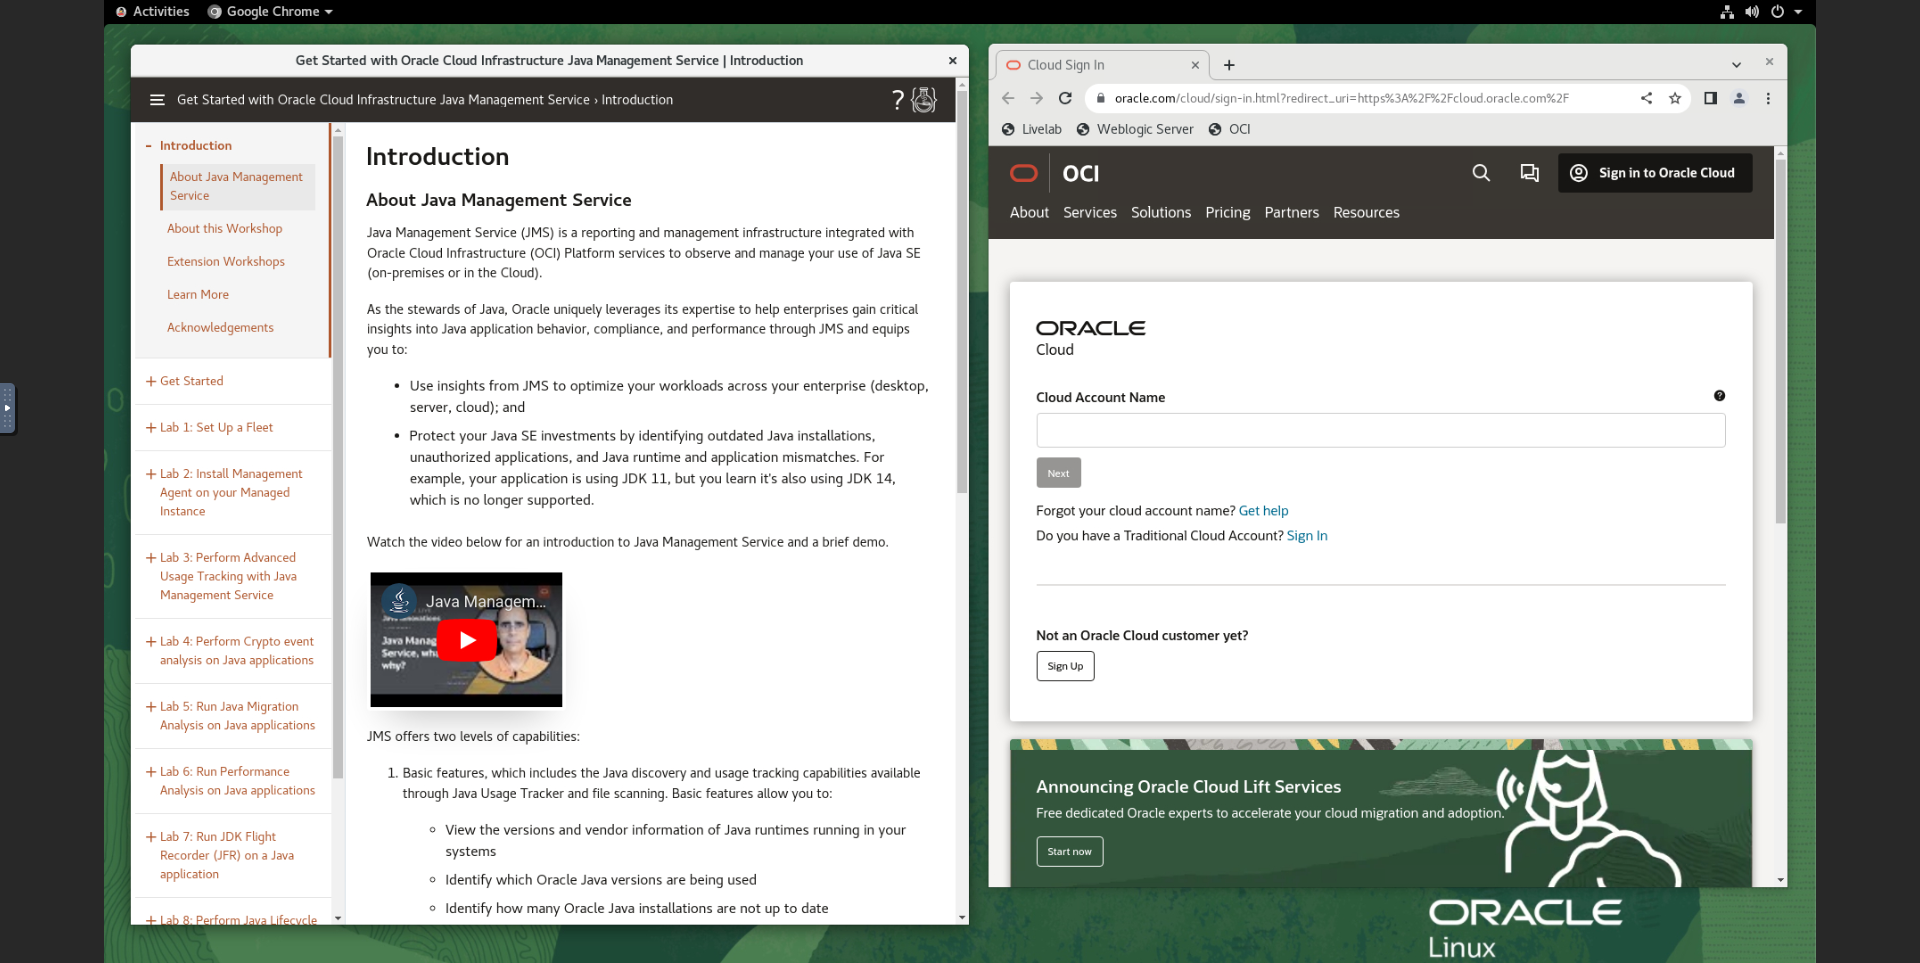 Activities
Google Chrome
Get Started with Oracle Cloud Infrastructure Java Management Service | Introduction
Get Started with Oracle Cloud Infrastructure Java Management Service › Introduction
?
- Introduction
About Java Management
Service
About this Workshop
Extension Workshops
Learn More
Acknowledgements
+ Get Started
+ Lab 1: Set Up a Fleet
+ Lab 2: Install Management
Agent on your Managed
Instance
+ Lab 3: Perform Advanced
Usage Tracking with Java
Management Service
+ Lab 4: Perform Crypto event
analysis on Java applications
+ Lab 5: Run Java Migration
Analysis on Java applications
+ Lab 6: Run Performance
Analysis on Java applications
+ Lab 7: Run JDK Flight
Recorder (JFR) on a Java
application
+ Lab 8: Perform Java Lifecycle
Introduction
About Java Management Service
Java Management Service (JMS) is a reporting and management infrastructure integrated with
Oracle Cloud Infrastructure (OCI) Platform services to observe and manage your use of Java SE
(on-premises or in the Cloud).
As the stewards of Java, Oracle uniquely leverages its expertise to help enterprises gain critical
insights into Java application behavior, compliance, and performance through JMS and equips
you to:
• Use insights from JMS to optimize your workloads across your enterprise (desktop,
server, cloud); and
• Protect your Java SE investments by identifying outdated Java installations,
unauthorized applications, and Java runtime and application mismatches. For
example, your application is using JDK 11, but you learn it's also using JDK 14,
which is no longer supported.
Watch the video below for an introduction to Java Management Service and a brief demo.
Java Managem...
Java Manag
Service, wha
why?
JMS offers two levels of capabilities:
1. Basic features, which includes the Java discovery and usage tracking capabilities available
through Java Usage Tracker and file scanning. Basic features allow you to:
◦ View the versions and vendor information of Java runtimes running in your
systems
◦ Identify which Oracle Java versions are being used
◦ Identify how many Oracle Java installations are not up to date
Cloud Sign In
oracle.com/cloud/sign-in.html?redirect_uri=https%3A%2F%2Fcloud.oracle.com%2F
Livelab
Weblogic Server
OCI
OCI
Sign in to Oracle Cloud
About Services Solutions Pricing Partners Resources
ORACLE
Cloud
Cloud Account Name
?
Next
Forgot your cloud account name? Get help
Do you have a Traditional Cloud Account? Sign In
Not an Oracle Cloud customer yet?
Sign Up
Announcing Oracle Cloud Lift Services
Free dedicated Oracle experts to accelerate your cloud migration and adoption.
Start now
ORACLE
Linux